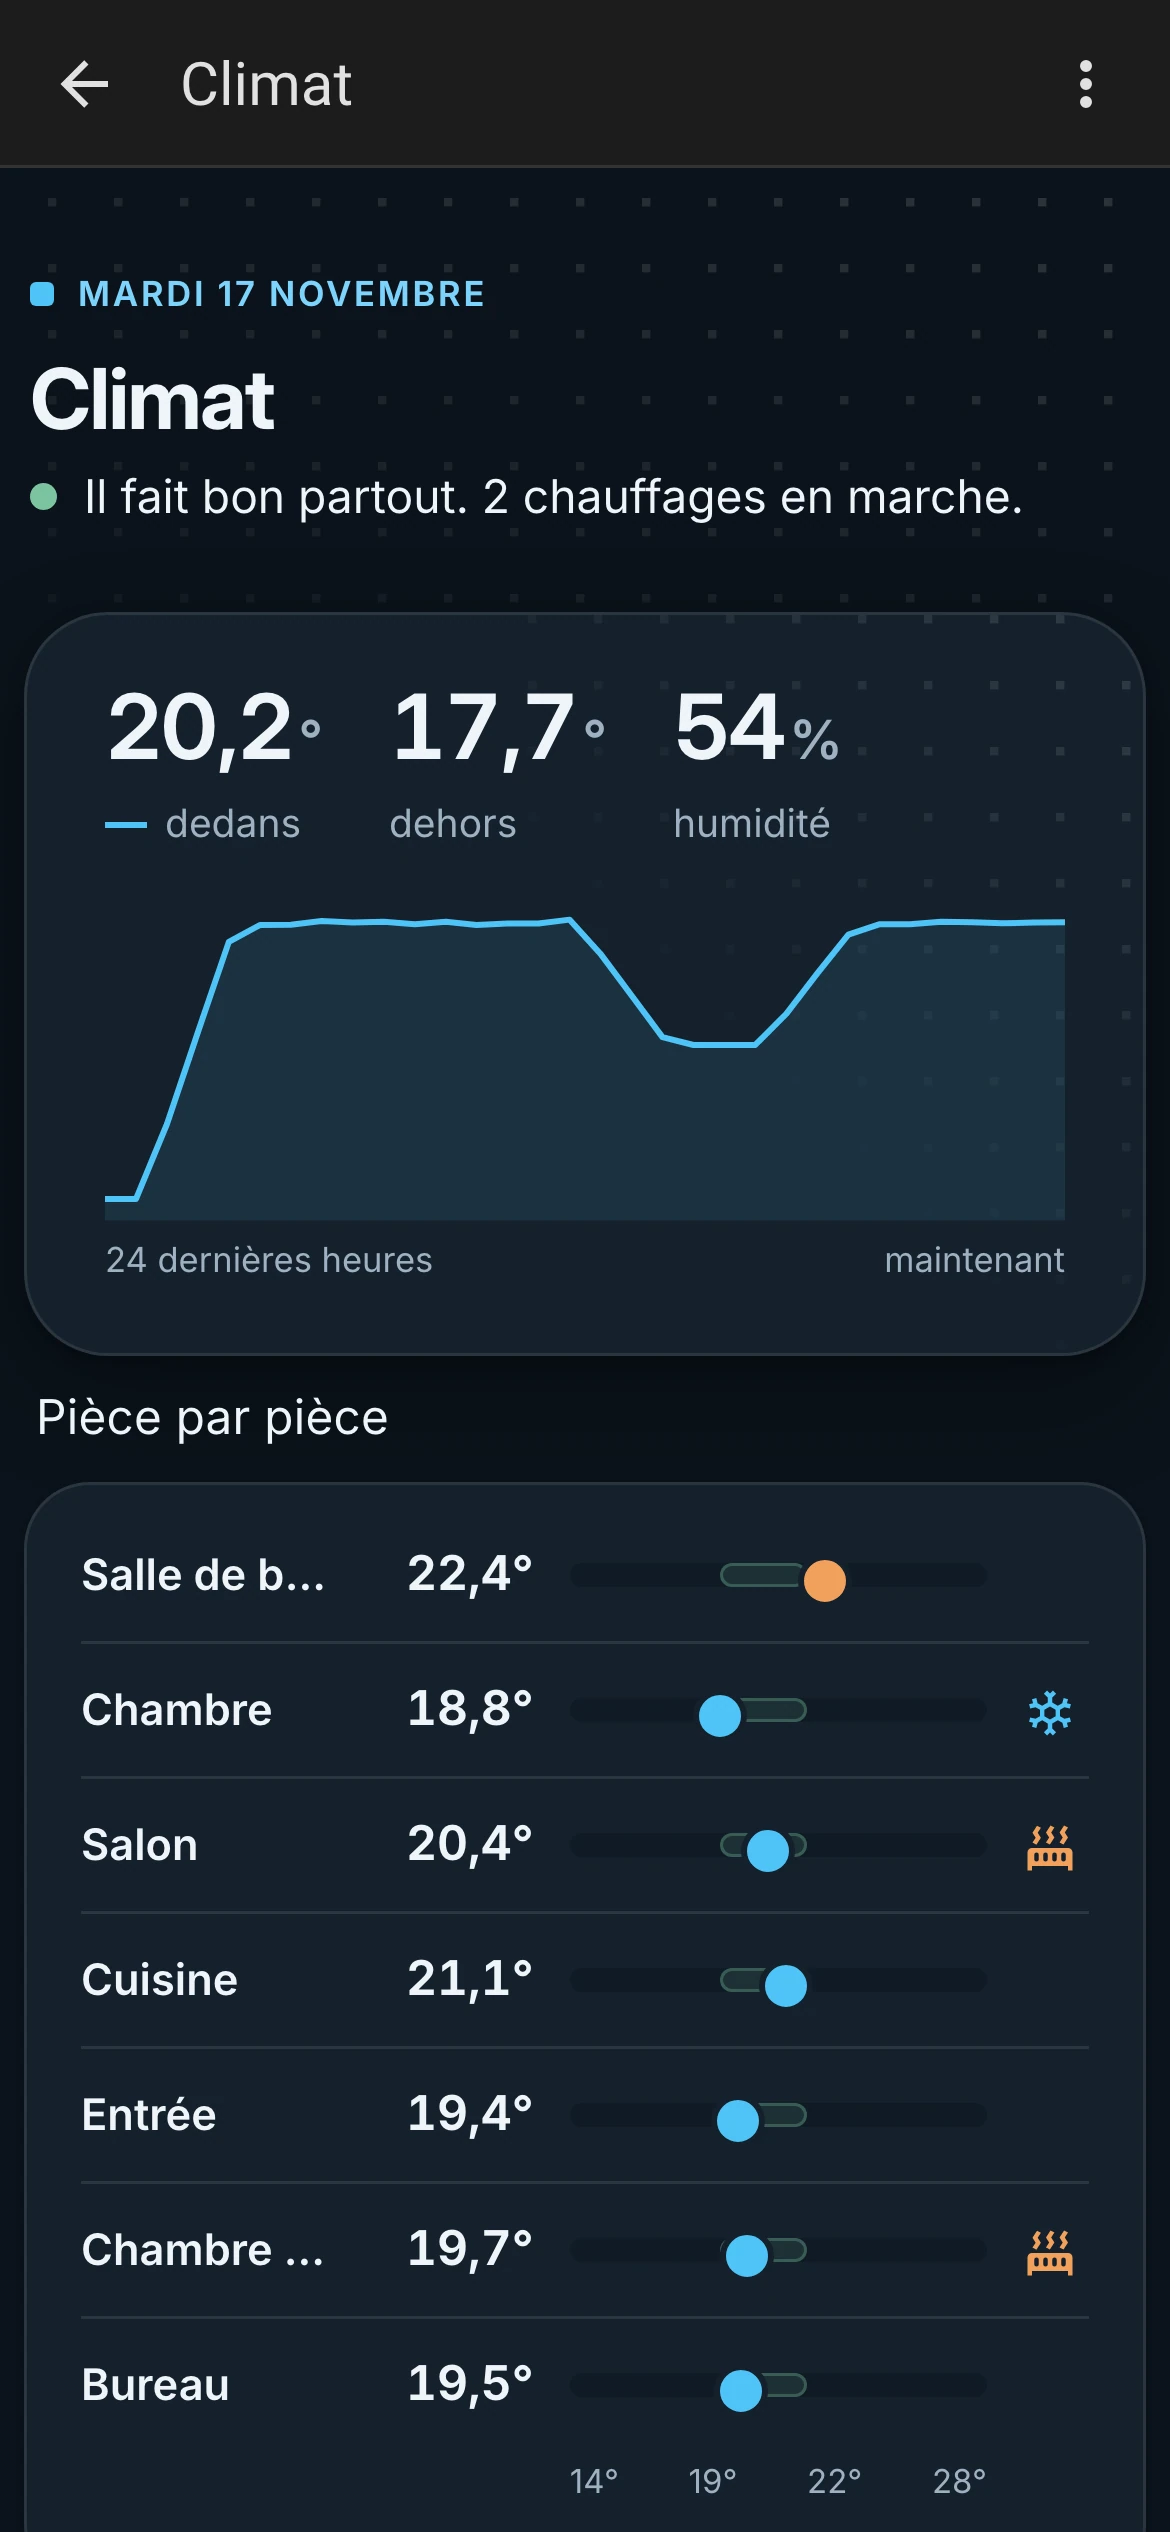 Climat
MARDI 17 NOVEMBRE
Climat
Il fait bon partout. 2 chauffages en marche.
20,2° 17,7° 54%
dedans dehors humidité
24 dernières heures maintenant
Pièce par pièce
Salle de b... 22,4°
Chambre 18,8°
Salon 20,4°
Cuisine 21,1°
Entrée 19,4°
Chambre ... 19,7°
Bureau 19,5°
14° 19° 22° 28°